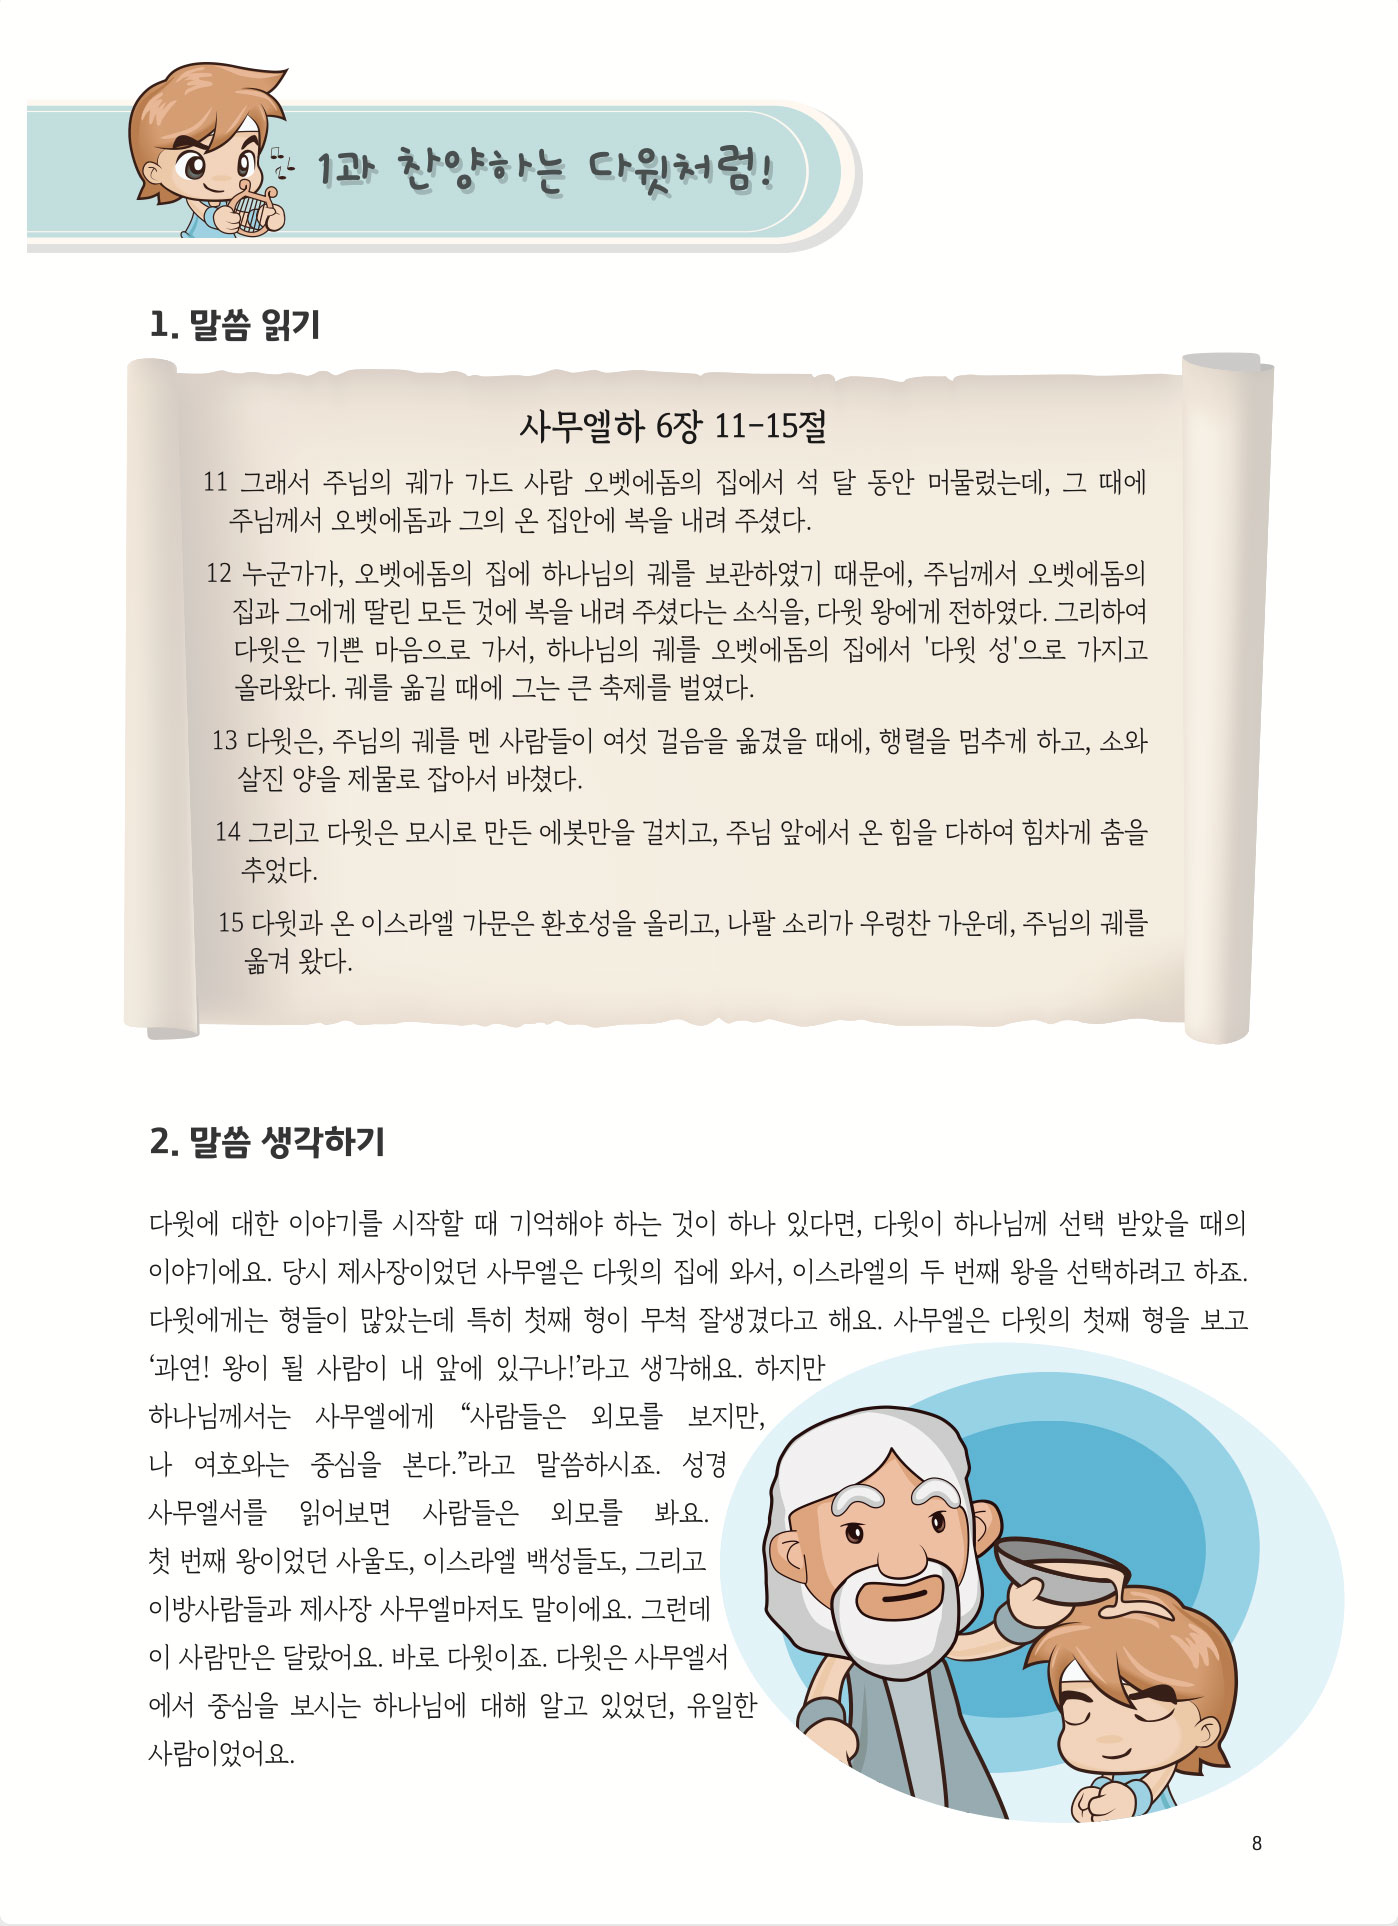 1과 찬양하는 다윗처럼!
1. 말씀 읽기
사무엘하 6장 11-15절
11 그래서 주님의 궤가 가드 사람 오벳에돔의 집에서 석 달 동안 머물렀는데, 그 때에
주님께서 오벳에돔과 그의 온 집안에 복을 내려 주셨다.
12 누군가가, 오벳에돔의 집에 하나님의 궤를 보관하였기 때문에, 주님께서 오벳에돔의
집과 그에게 딸린 모든 것에 복을 내려 주셨다는 소식을, 다윗 왕에게 전하였다. 그리하여
다윗은 기쁜 마음으로 가서, 하나님의 궤를 오벳에돔의 집에서 '다윗 성'으로 가지고
올라왔다. 궤를 옮길 때에 그는 큰 축제를 벌였다.
13 다윗은, 주님의 궤를 멘 사람들이 여섯 걸음을 옮겼을 때에, 행렬을 멈추게 하고, 소와
살진 양을 제물로 잡아서 바쳤다.
14 그리고 다윗은 모시로 만든 에봇만을 걸치고, 주님 앞에서 온 힘을 다하여 힘차게 춤을
추었다.
15 다윗과 온 이스라엘 가문은 환호성을 올리고, 나팔 소리가 우렁찬 가운데, 주님의 궤를
옮겨 왔다.
2. 말씀 생각하기
다윗에 대한 이야기를 시작할 때 기억해야 하는 것이 하나 있다면, 다윗이 하나님께 선택 받았을 때의
이야기에요. 당시 제사장이었던 사무엘은 다윗의 집에 와서, 이스라엘의 두 번째 왕을 선택하려고 하죠.
다윗에게는 형들이 많았는데 특히 첫째 형이 무척 잘생겼다고 해요. 사무엘은 다윗의 첫째 형을 보고
‘과연! 왕이 될 사람이 내 앞에 있구나!’라고 생각해요. 하지만
하나님께서는 사무엘에게 “사람들은 외모를 보지만,
나 여호와는 중심을 본다.”라고 말씀하시죠. 성경
사무엘서를 읽어보면 사람들은 외모를 봐요.
첫 번째 왕이었던 사울도, 이스라엘 백성들도, 그리고
이방사람들과 제사장 사무엘마저도 말이에요. 그런데
이 사람만은 달랐어요. 바로 다윗이죠. 다윗은 사무엘서
에서 중심을 보시는 하나님에 대해 알고 있었던, 유일한
사람이었어요.
8